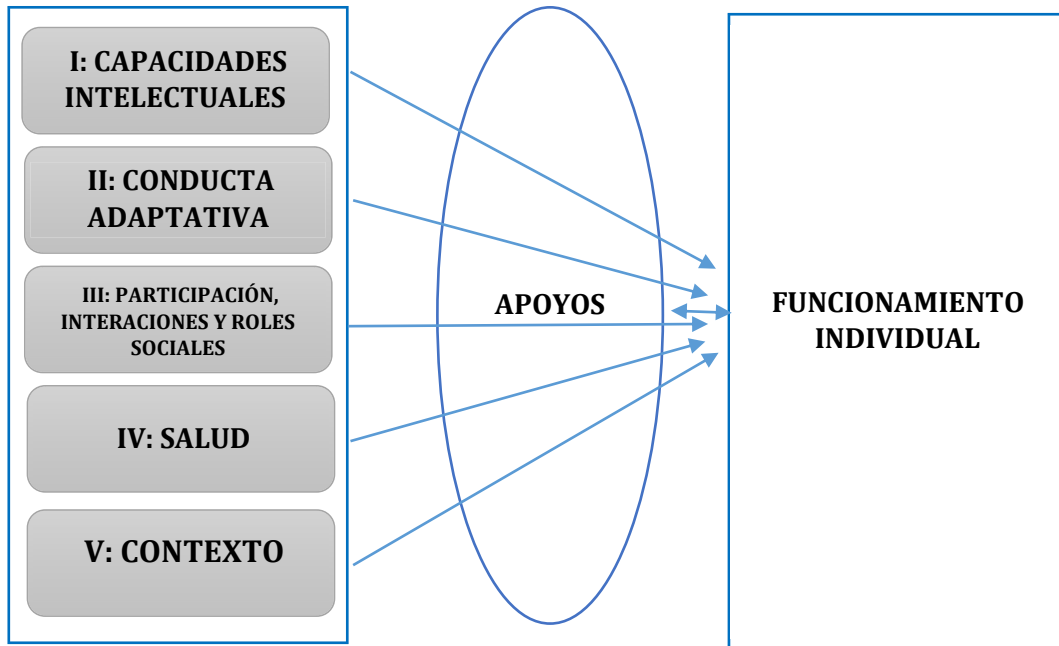 I: CAPACIDADES
INTELECTUALES
II: CONDUCTA
ADAPTATIVA
III: PARTICIPACIÓN,
INTERACIONES Y ROLES
SOCIALES
IV: SALUD
V: CONTEXTO
APOYOS
FUNCIONAMIENTO
INDIVIDUAL